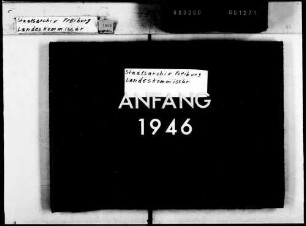 Staatsarchiv Freiburg
Landeskommissär
Staatsarchiv Freiburg
Landeskommissär
ANFANG
1946